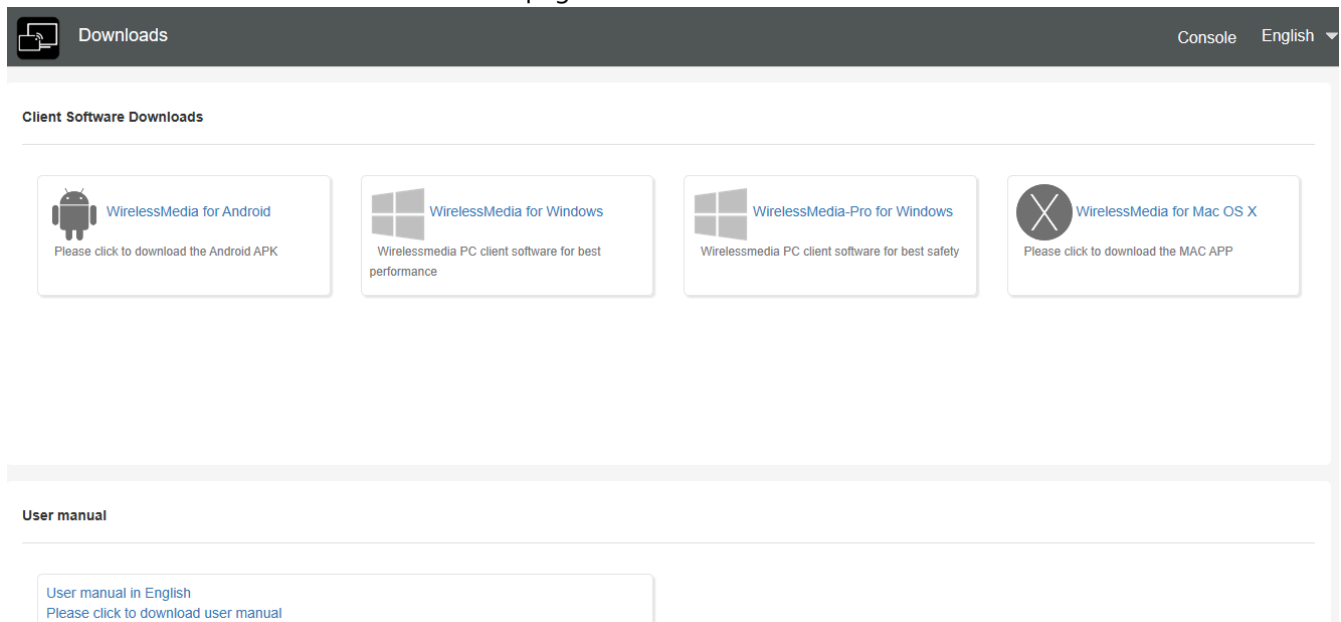 Downloads
Console English
Client Software Downloads
WirelessMedia for Android
Please click to download the Android APK
WirelessMedia for Windows
Wirelessmedia PC client software for best
performance
WirelessMedia-Pro for Windows
Wirelessmedia PC client software for best safety
WirelessMedia for Mac OS X
Please click to download the MAC APP
User manual
User manual in English
Please click to download user manual